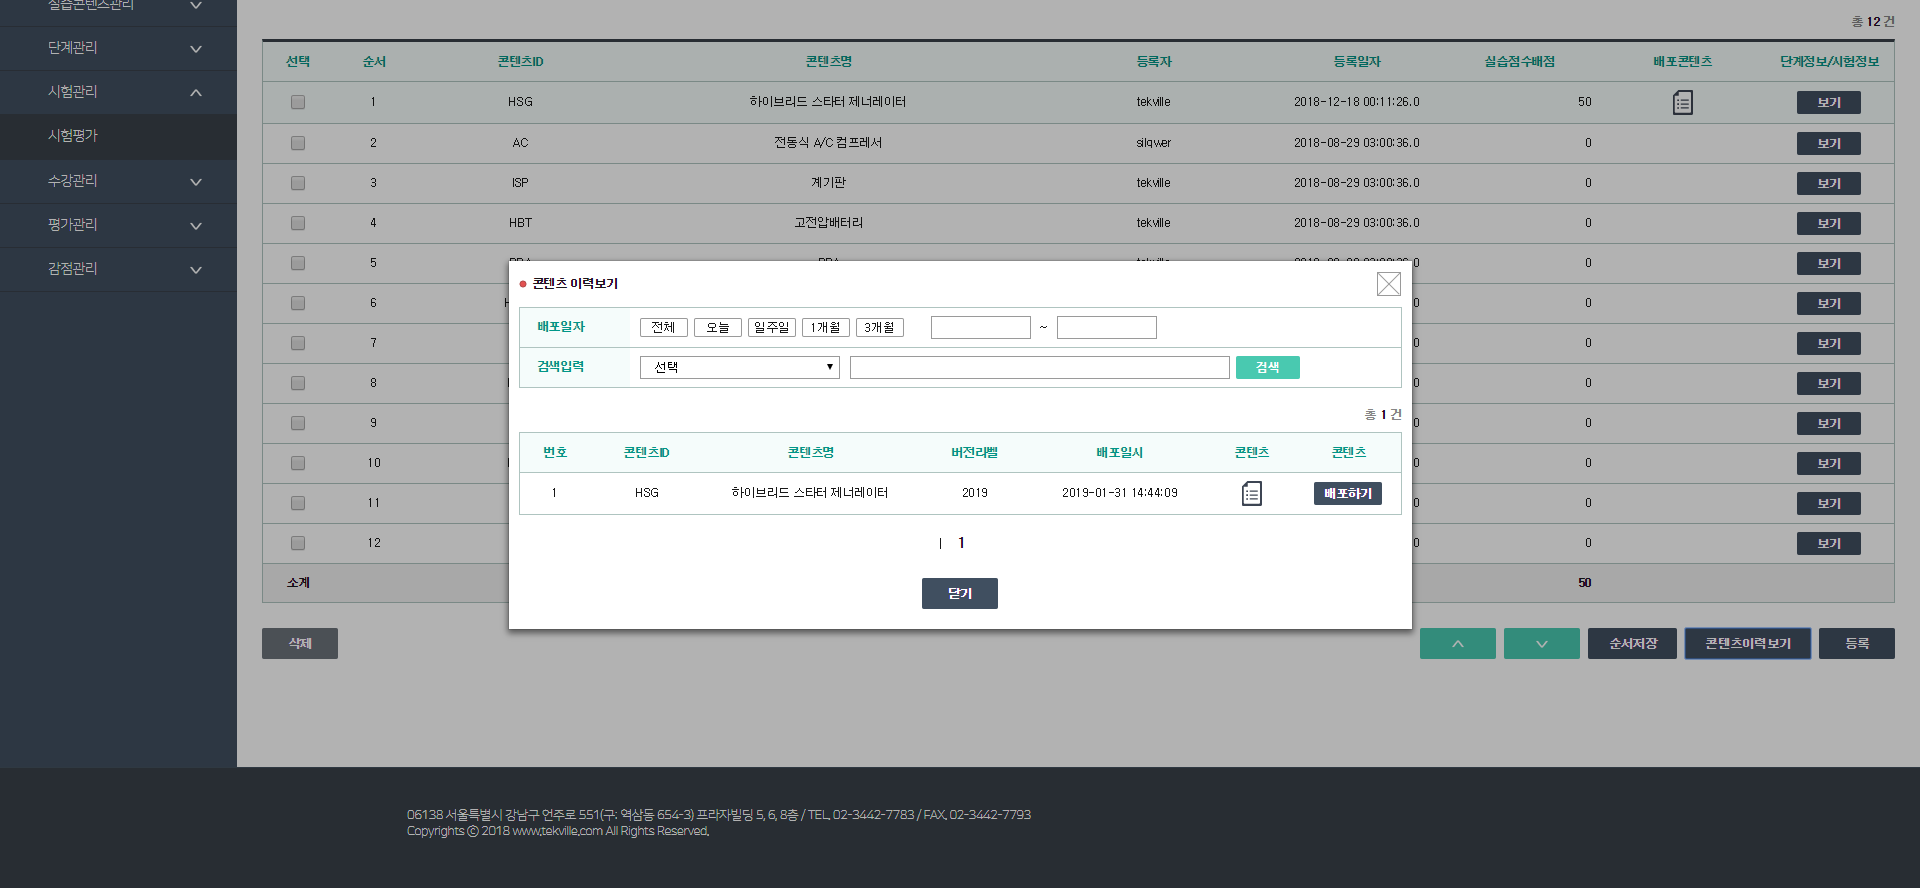 실습콘텐츠관리
단계관리
시험관리
시험평가
수강관리
평가관리
감점관리
총 12 건
선택 순서 콘텐츠ID 콘텐츠명 등록자 등록일자 실습점수배점 배포콘텐츠 단계정보/시험정보
1 HSG 하이브리드 스타터 제너레이터 tekville 2018-12-18 00:11:26.0 50 보기
2 AC 전동식 A/C 컴프레서 silqwer 2018-08-29 03:00:36.0 0 보기
3 ISP 계기판 tekville 2018-08-29 03:00:36.0 0 보기
4 HBT 고전압배터리 tekville 2018-08-29 03:00:36.0 0 보기
5 0 보기
6 0 보기
7 0 보기
8 0 보기
9 0 보기
10 0 보기
11 0 보기
12 0 보기
소계 50
콘텐츠 이력보기
배포일자 전체 오늘 일주일 1개월 3개월 ~
검색입력 선택 검색
총 1 건
번호 콘텐츠ID 콘텐츠명 버전라벨 배포일시 콘텐츠 콘텐츠
1 HSG 하이브리드 스타터 제너레이터 2019 2019-01-31 14:44:09 배포하기
| 1
닫기
삭제 순서저장 콘텐츠이력보기 등록
06138 서울특별시 강남구 언주로 551(구: 역삼동 654-3) 프라자빌딩 5, 6, 8층 / TEL. 02-3442-7783 / FAX. 02-3442-7793
Copyrights ⓒ 2018 www.tekville.com All Rights Reserved.